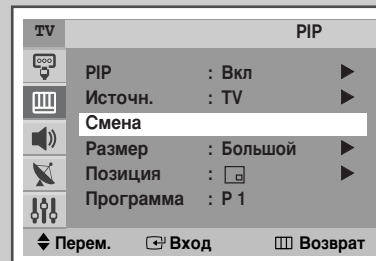 TV PIP
PIP : Вкл
Источн. : TV
Смена
Размер : Большой
Позиция :
Программа : P 1
Перем. Вход Возврат